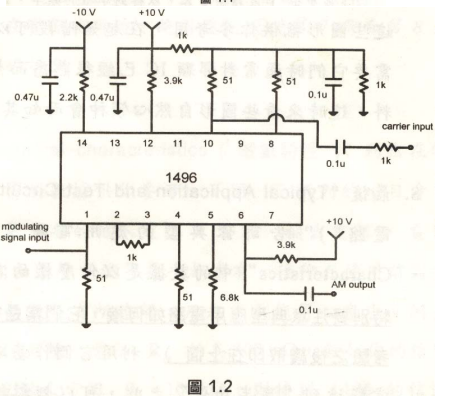 -10 V
+10 V
1k
0.47u
2.2k
0.47u
3.9k
51
51
0.1u
1k
carrier input
0.1u
1k
14 13 12 11 10 9 8
1496
1 2 3 4 5 6 7
modulating
signal input
+10 V
3.9k
1k
51
51
6.8k
AM output
0.1u
圖 1.2